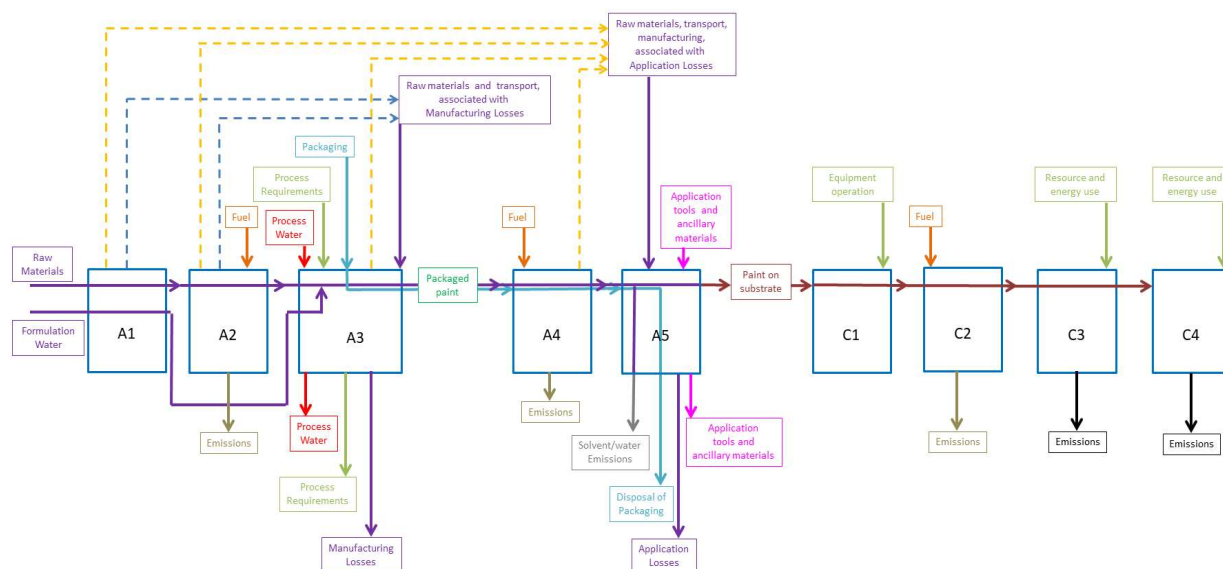 Raw materials, transport,
manufacturing,
associated with
Application Losses
Raw materials and transport,
associated with
Manufacturing Losses
Packaging
Process
Requirements
Equipment
operation
Resource and
energy use
Resource and
energy use
Application
tools and
ancillary
materials
Fuel
Process
Water
Fuel
Fuel
Raw
Materials
Packaged
paint
Paint on
substrate
Formulation
Water
A1
A2
A3
A4
A5
C1
C2
C3
C4
Emissions
Process
Water
Emissions
Solvent/water
Emissions
Application
tools and
ancillary materials
Emissions
Emissions
Emissions
Process
Requirements
Disposal of
Packaging
Manufacturing
Losses
Application
Losses